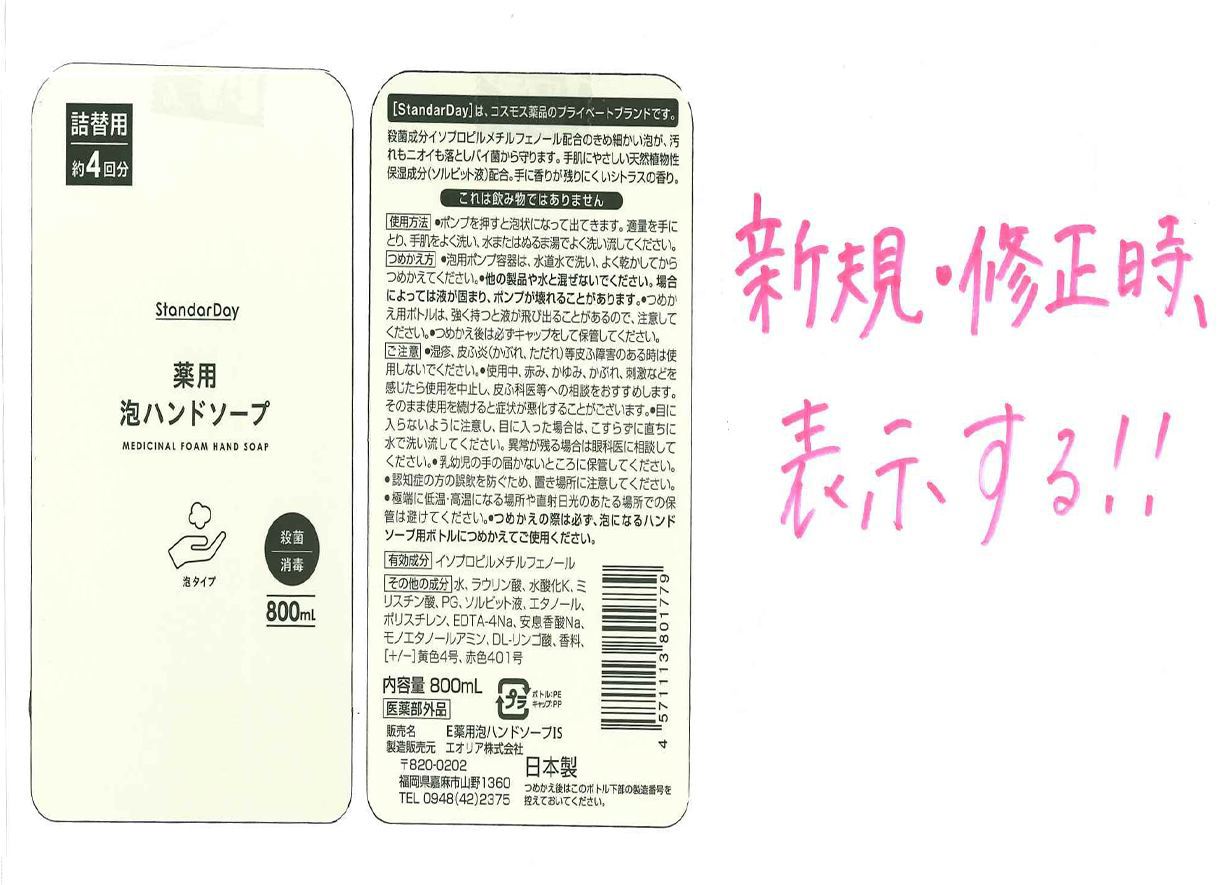 詰替用
約4回分
StandarDay
薬用
泡ハンドソープ
MEDICINAL FOAM HAND SOAP
泡タイプ
殺菌
消毒
800mL
[StandarDay]は、コスモス薬品のプライベートブランドです。
殺菌成分イソプロピルメチルフェノール配合のきめ細かい泡が、汚
れもニオイも落としバイ菌から守ります。手肌にやさしい天然植物性
保湿成分(ソルビット液)配合。手に香りが残りにくいシトラスの香り。
これは飲み物ではありません
使用方法 •ポンプを押すと泡状になって出てきます。適量を手に
とり、手肌をよく洗い、水またはぬるま湯でよく洗い流してください。
つめかえ方 •泡用ポンプ容器は、水道水で洗い、よく乾かしてから
つめかえてください。•他の製品や水と混ぜないでください。場合
によっては液が固まり、ポンプが壊れることがあります。•つめか
え用ボトルは、強く持つと液が飛び出ることがあるので、注意して
ください。•つめかえ後は必ずキャップをして保管してください。
ご注意 •湿疹、皮ふ炎(かぶれ、ただれ)等皮ふ障害のある時は使
用しないでください。•使用中、赤み、かゆみ、かぶれ、刺激などを
感じたら使用を中止し、皮ふ科医等への相談をおすすめします。
そのまま使用を続けると症状が悪化することがございます。•目に
入らないように注意し、目に入った場合は、こすらずに直ちに
水で洗い流してください。異常が残る場合は眼科医に相談して
ください。•乳幼児の手の届かないところに保管してください。
•認知症の方の誤飲を防ぐため、置き場所に注意してください。
•極端に低温・高温になる場所や直射日光のあたる場所での保
管は避けてください。•つめかえの際は必ず、泡になるハンド
ソープ用ボトルにつめかえてご使用ください。
有効成分 イソプロピルメチルフェノール
その他の成分 水、ラウリン酸、水酸化K、ミ
リスチン酸、PG、ソルビット液、エタノール、
ポリスチレン、EDTA-4Na、安息香酸Na、
モノエタノールアミン、DL-リンゴ酸、香料、
[+/−]黄色4号、赤色401号
内容量 800mL
プラ
ボトル:PE
キャップ:PP
医薬部外品
販売名 E薬用泡ハンドソープIS
製造販売元 エオリア株式会社
〒820-0202
福岡県嘉麻市山野1360
TEL 0948(42)2375
日本製
つめかえ後はこのボトル下部の製造番号を
控えておいてください。
4 571113 801779
新規・修正時、
表示する!!